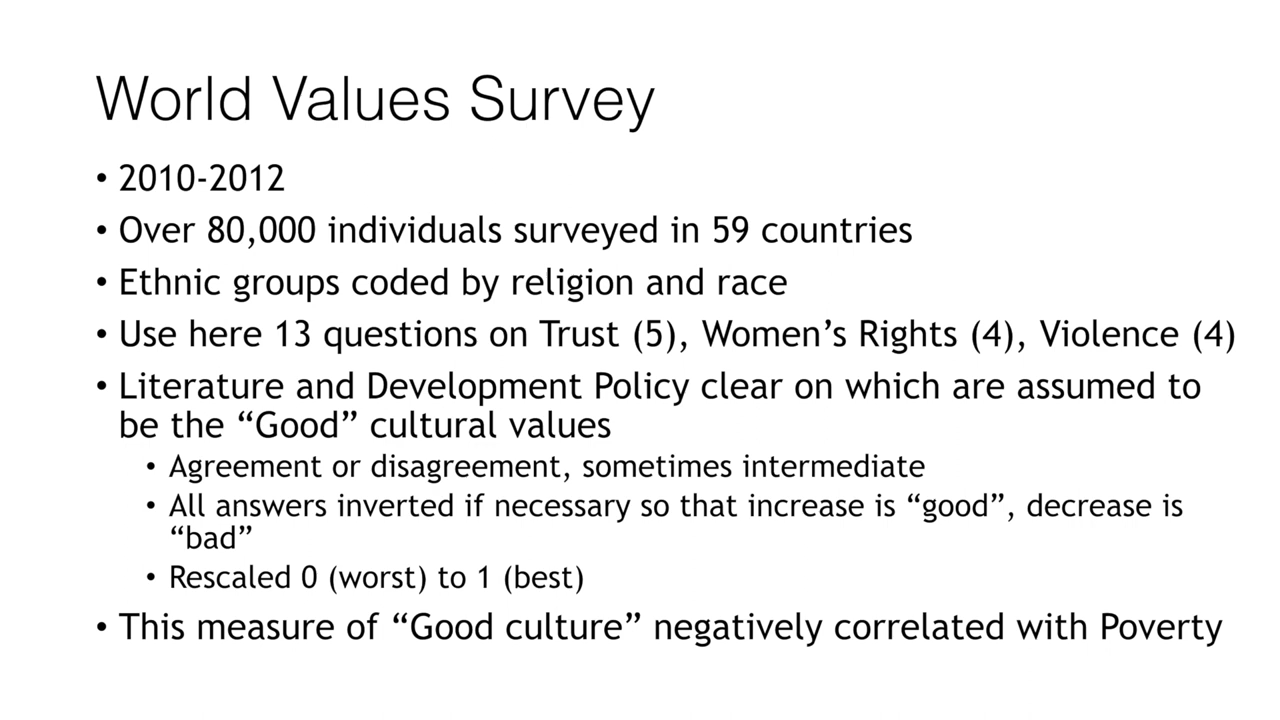 World Values Survey
• 2010-2012
• Over 80,000 individuals surveyed in 59 countries
• Ethnic groups coded by religion and race
• Use here 13 questions on Trust (5), Women’s Rights (4), Violence (4)
• Literature and Development Policy clear on which are assumed to
be the “Good” cultural values
• Agreement or disagreement, sometimes intermediate
• All answers inverted if necessary so that increase is “good”, decrease is
“bad”
• Rescaled 0 (worst) to 1 (best)
• This measure of “Good culture” negatively correlated with Poverty